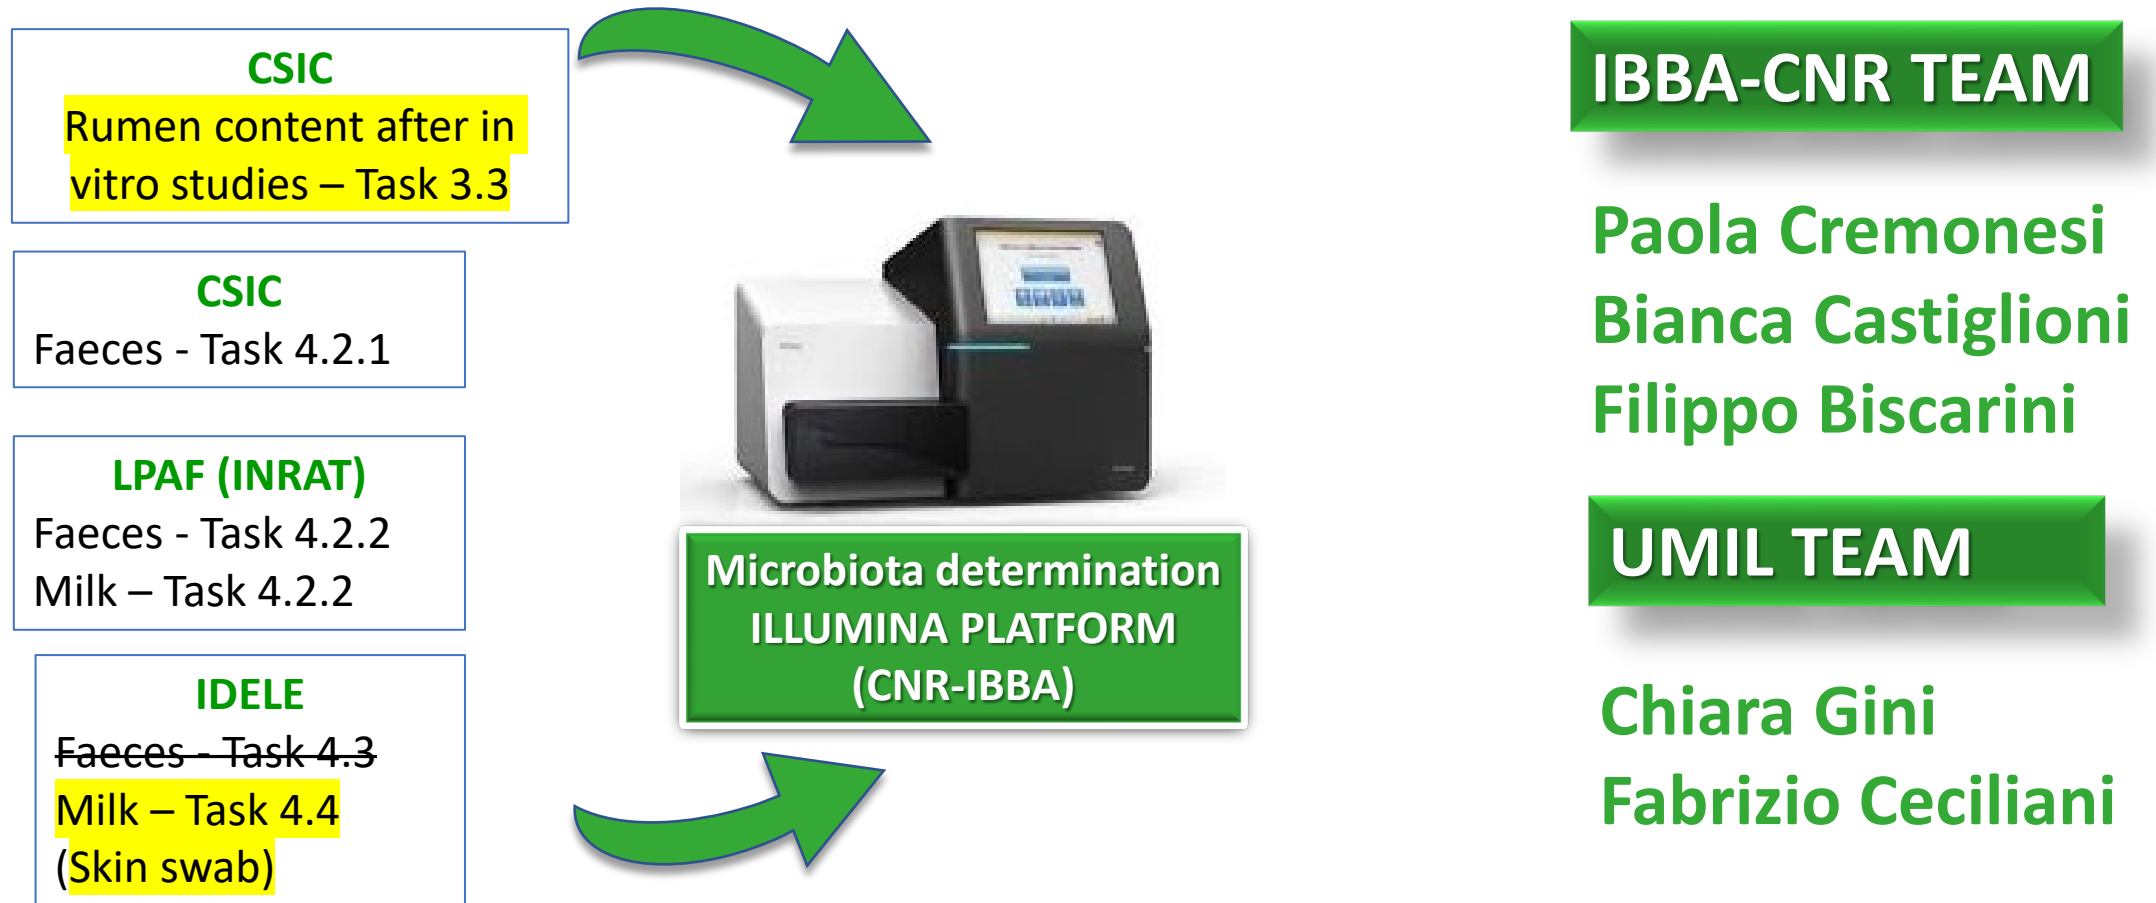 CSIC
Rumen content after in
vitro studies – Task 3.3
CSIC
Faeces - Task 4.2.1
LPAF (INRAT)
Faeces - Task 4.2.2
Milk – Task 4.2.2
IDELE
Faeces - Task 4.3
Milk – Task 4.4
(Skin swab)
Microbiota determination
ILLUMINA PLATFORM
(CNR-IBBA)
IBBA-CNR TEAM
Paola Cremonesi
Bianca Castiglioni
Filippo Biscarini
UMIL TEAM
Chiara Gini
Fabrizio Ceciliani